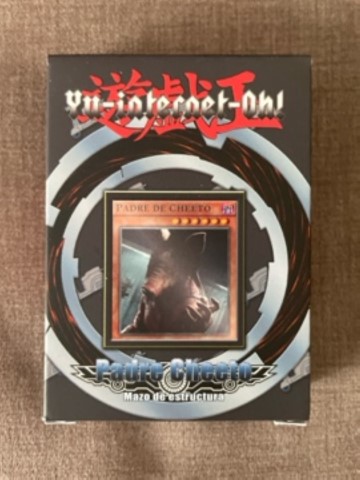 遊戯王
Yu-internet-Oh!
PADRE DE CHEETO
Padre Cheeto
Mazo de estructura